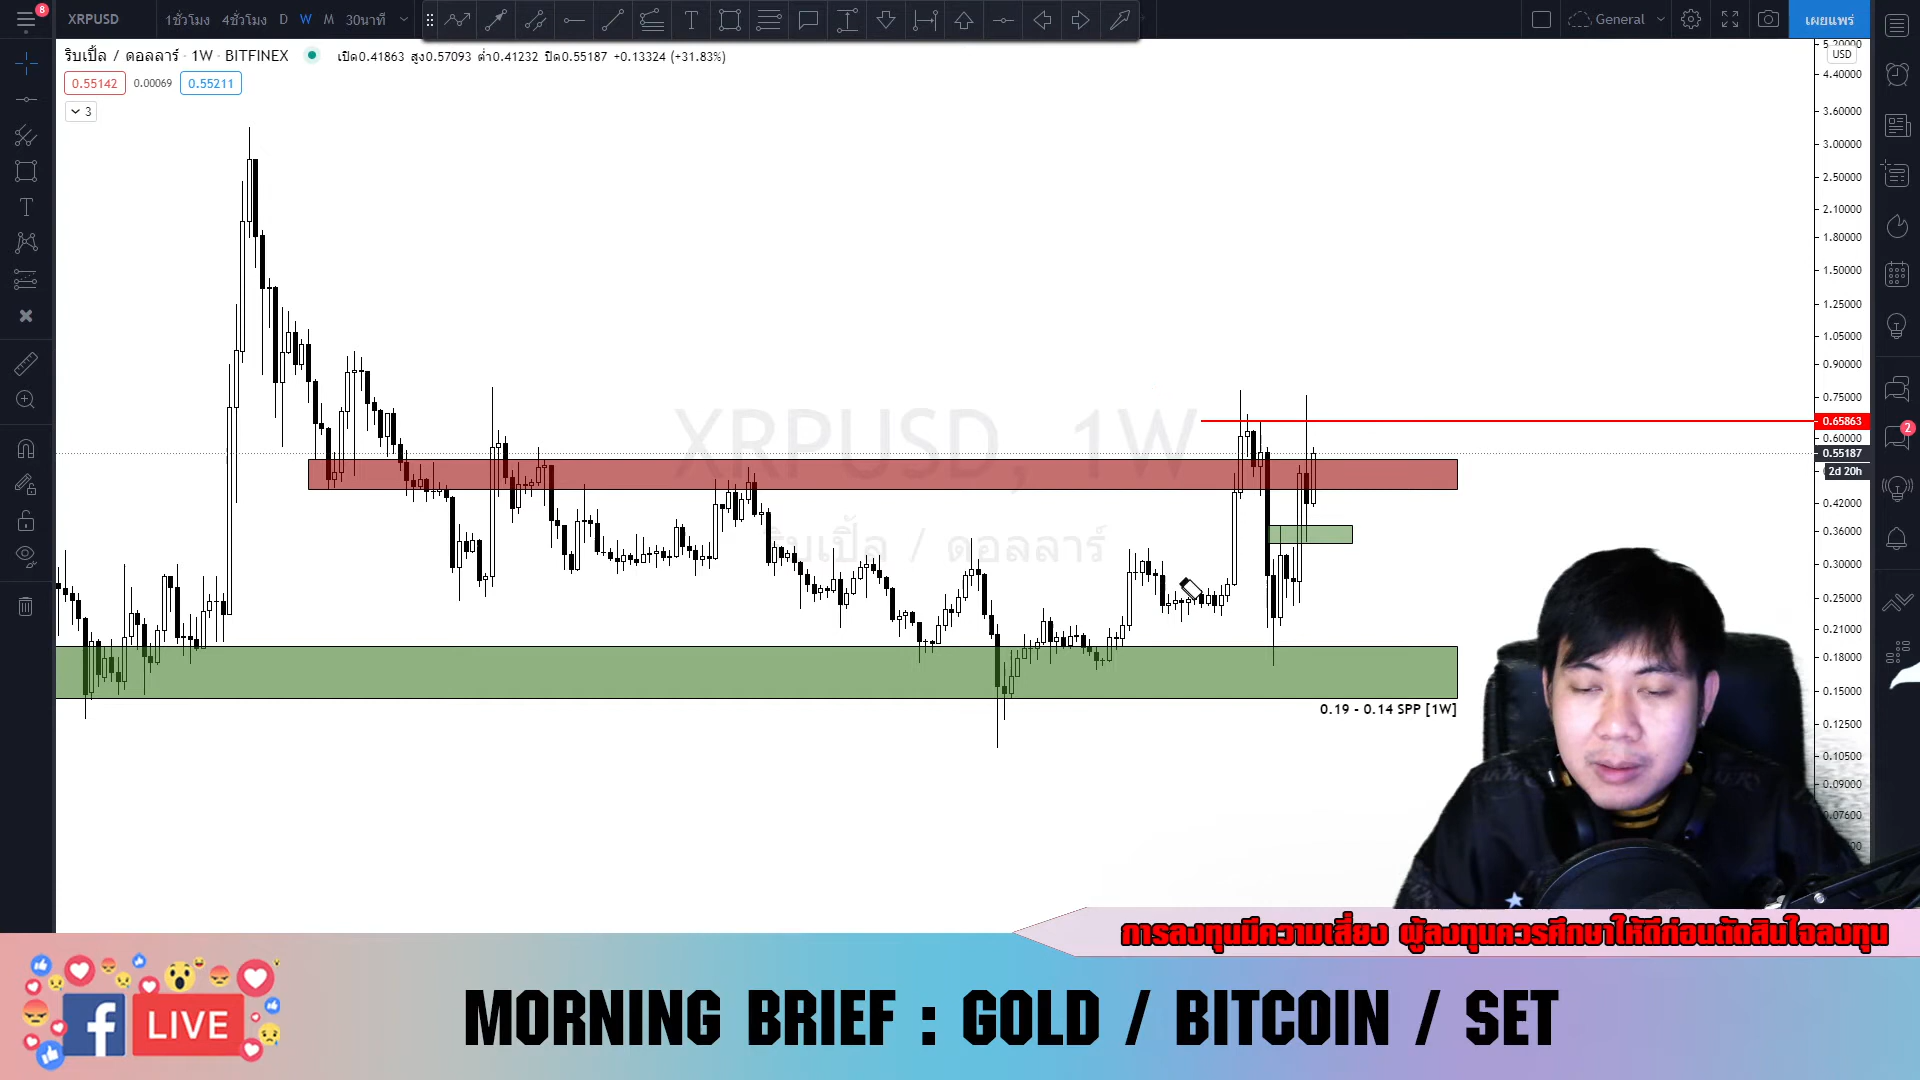 8
XRPUSD
1ชั่วโมง 4ชั่วโมง D W M 30นาที
General
เผยแพร่
ริบเปิ้ล / ดอลลาร์ · 1W · BITFINEX
เปิด0.41863 สูง0.57093 ต่ำ0.41232 ปิด0.55187 +0.13324 (+31.83%)
0.55142 0.00069 0.55211
3
USD
5.20000
4.40000
3.60000
3.00000
2.50000
2.10000
1.80000
1.50000
1.25000
1.05000
0.90000
0.75000
0.65863
0.60000
0.55187
2d 20h
0.42000
0.36000
0.30000
0.25000
0.21000
0.18000
0.15000
0.12500
0.10500
0.09000
0.07600
2
XRPUSD, 1W
ริบเปิ้ล / ดอลลาร์
0.19 - 0.14 SPP [1W]
การลงทุนมีความเสี่ยง ผู้ลงทุนควรศึกษาให้ดีก่อนตัดสินใจลงทุน
f LIVE
MORNING BRIEF : GOLD / BITCOIN / SET